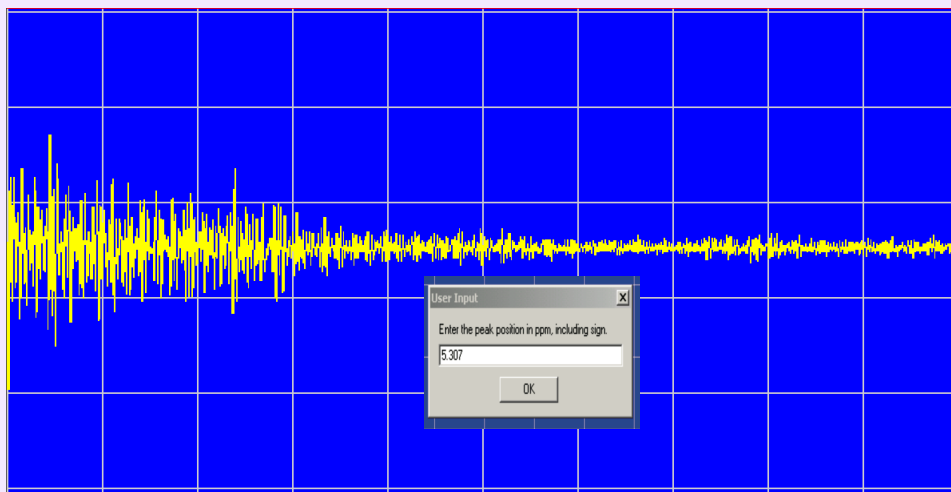 User Input
Enter the peak position in ppm, including sign.
5.307
OK